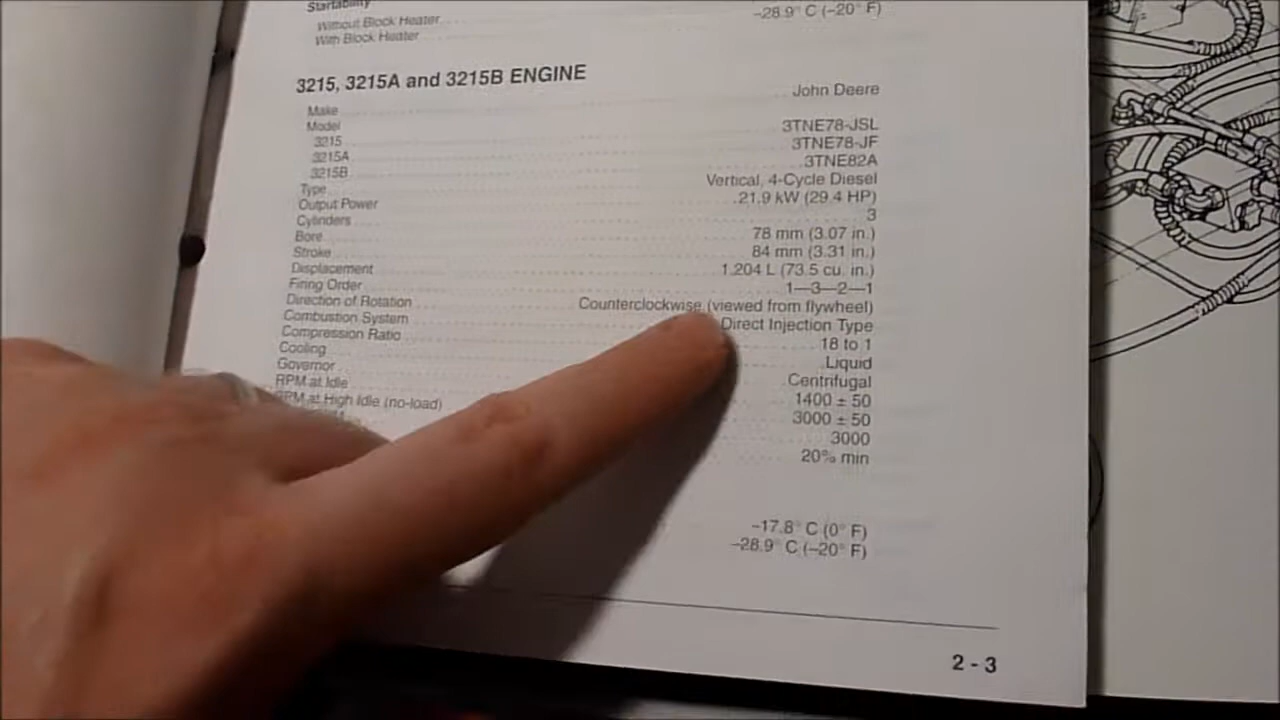 Startability
Without Block Heater
With Block Heater −28.9° C (−20° F)
3215, 3215A and 3215B ENGINE
Make John Deere
Model
3215 3TNE78-JSL
3215A 3TNE78-JF
3215B 3TNE82A
Type Vertical, 4-Cycle Diesel
Output Power 21.9 kW (29.4 HP)
Cylinders 3
Bore 78 mm (3.07 in.)
Stroke 84 mm (3.31 in.)
Displacement 1.204 L (73.5 cu. in.)
Firing Order 1—3—2—1
Direction of Rotation Counterclockwise (viewed from flywheel)
Combustion System Direct Injection Type
Compression Ratio 18 to 1
Cooling Liquid
Governor Centrifugal
RPM at Idle 1400 ± 50
RPM at High Idle (no-load) 3000 ± 50
3000
20% min
−17.8° C (0° F)
−28.9° C (−20° F)
2 - 3